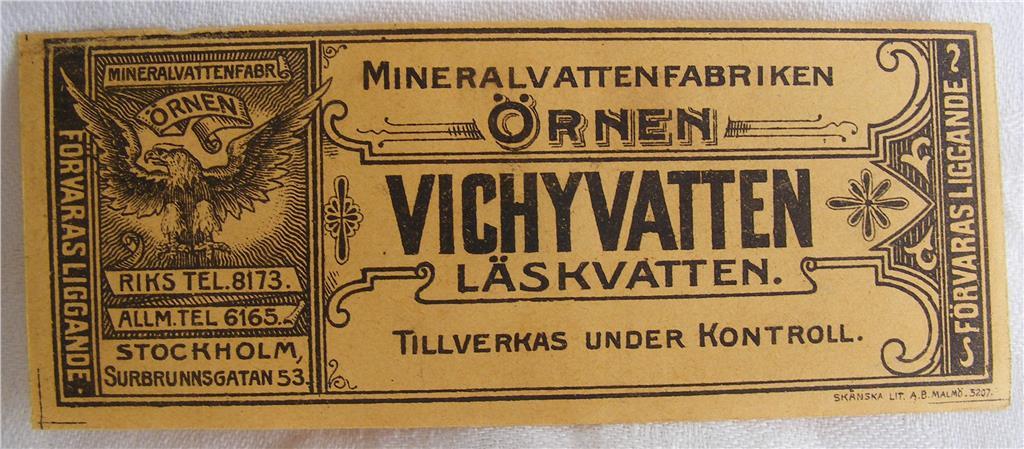 FÖRVARAS LIGGANDE.
MINERALVATTENFABR.
ÖRNEN
RIKS TEL. 8173.
ALLM. TEL 6165.
STOCKHOLM,
SURBRUNNSGATAN 53.
MINERALVATTENFABRIKEN
ÖRNEN
VICHYVATTEN
LÄSKVATTEN.
TILLVERKAS UNDER KONTROLL.
FÖRVARAS LIGGANDE
SKÅNSKA LIT. A.B. MALMÖ. 3207.